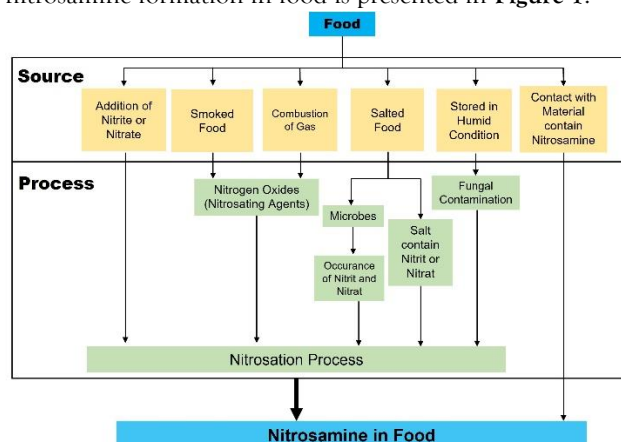 nitrosamine formation in food is presented in Figure 1.
Food
Source
Addition of
Nitrite or
Nitrate
Smoked
Food
Combustion
of Gas
Salted
Food
Stored in
Humid
Condition
Contact with
Material
contain
Nitrosamine
Process
Nitrogen Oxides
(Nitrosating Agents)
Microbes
Occurance
of Nitrit and
Nitrat
Salt
contain
Nitrit or
Nitrat
Fungal
Contamination
Nitrosation Process
Nitrosamine in Food